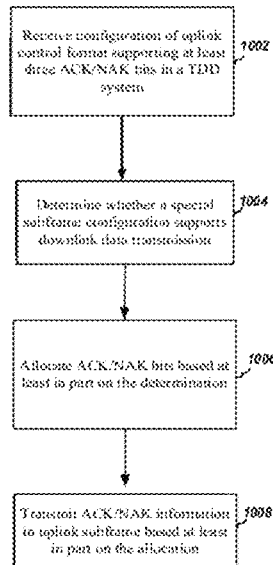 Receive configuration of uplink
control format supporting at least
three ACK/NAK bits in a TDD
system
1002
Determine whether a special
subframe configuration supports
downlink data transmission
1004
Allocate ACK/NAK bits based at
least in part on the determination
1006
Transmit ACK/NAK information
in uplink subframe based at least
in part on the allocation
1008